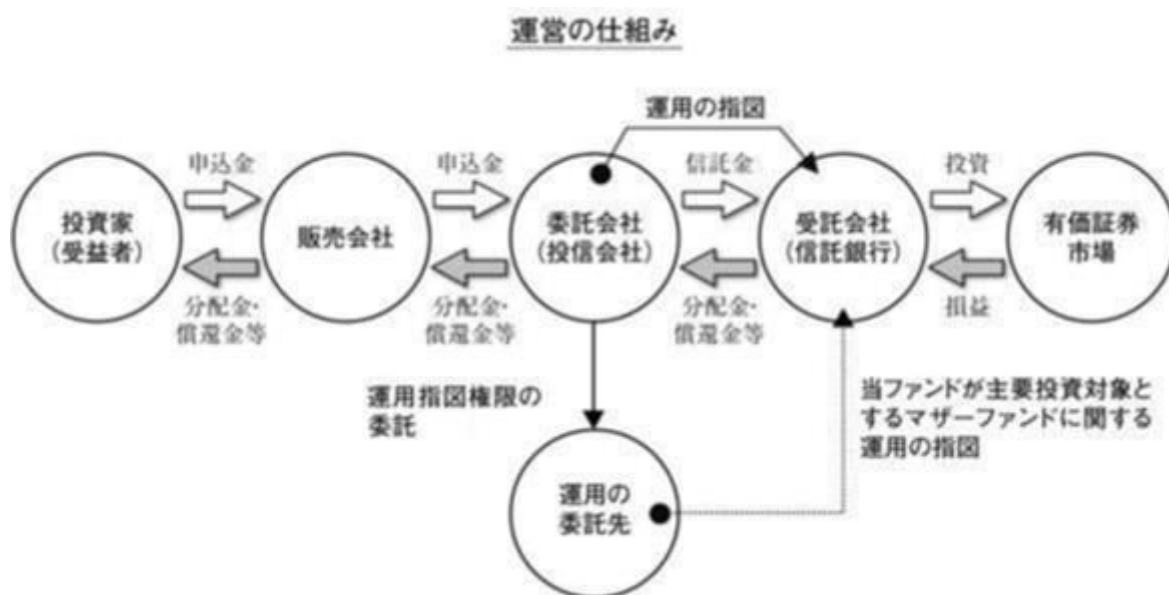 運営の仕組み
運用の指図
申込金
申込金
信託金
投資
投資家
(受益者)
販売会社
委託会社
(投信会社)
受託会社
(信託銀行)
有価証券
市場
分配金・
償還金等
分配金・
償還金等
分配金・
償還金等
損益
運用指図権限の
委託
当ファンドが主要投資対象と
するマザーファンドに関する
運用の指図
運用の
委託先